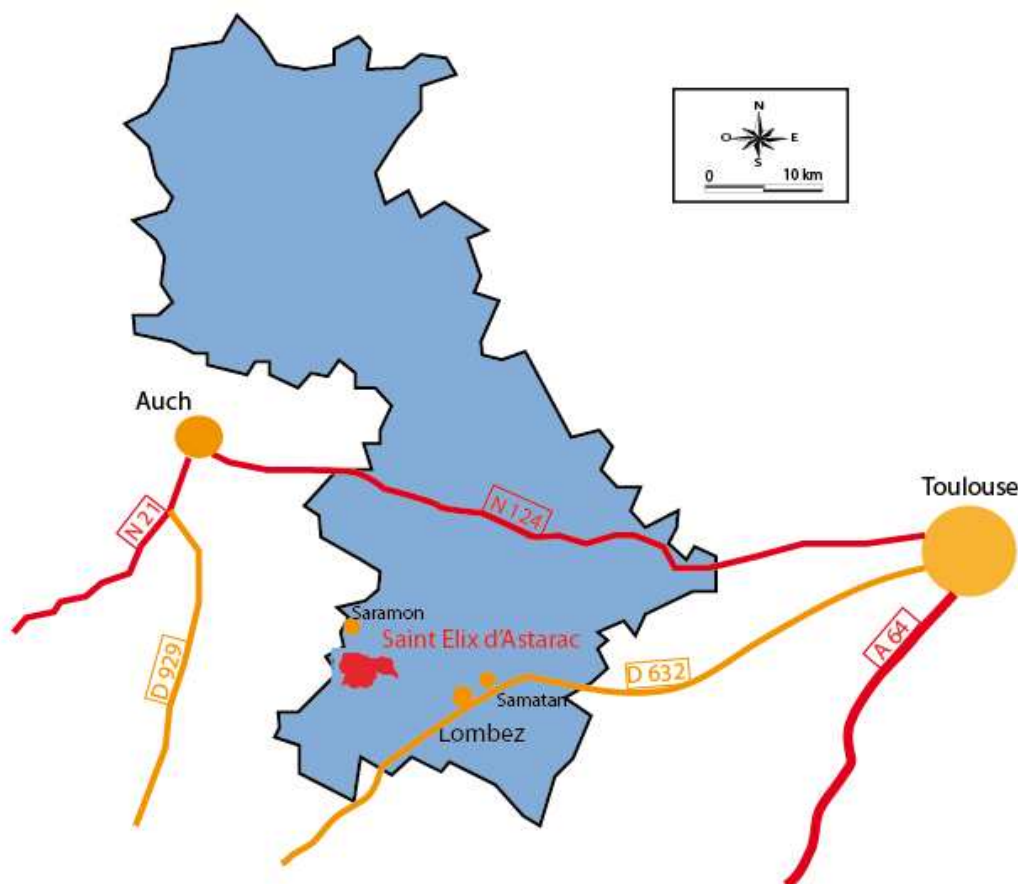 N
O
E
S
0
10 km
Auch
Toulouse
N 21
N 124
A 64
Saramon
Saint Elix d'Astarac
D 929
D 632
Samatan
Lombez